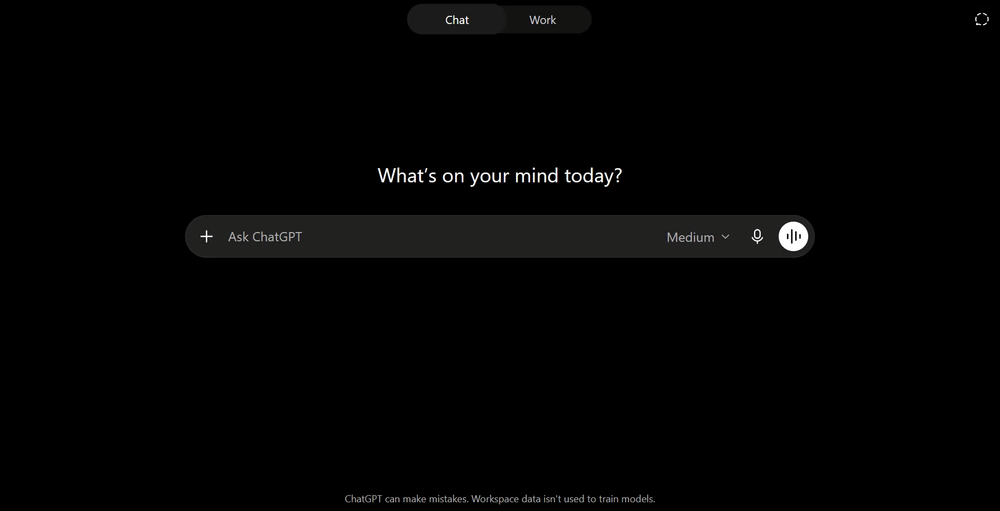 Chat
Work
What's on your mind today?
Ask ChatGPT
Medium
ChatGPT can make mistakes. Workspace data isn't used to train models.